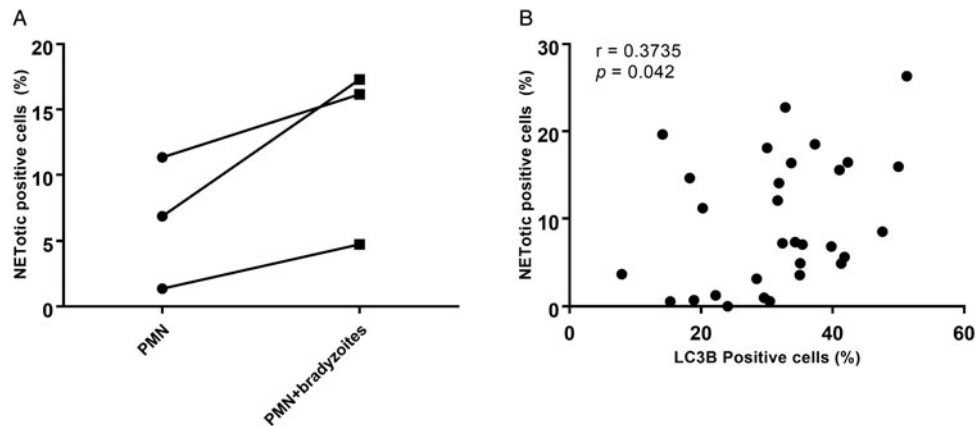 A
NETotic positive cells (%)
20
15
10
5
0
PMN
PMN+bradyzoites
B
r = 0.3735
p = 0.042
NETotic positive cells (%)
30
20
10
0
0 20 40 60
LC3B Positive cells (%)